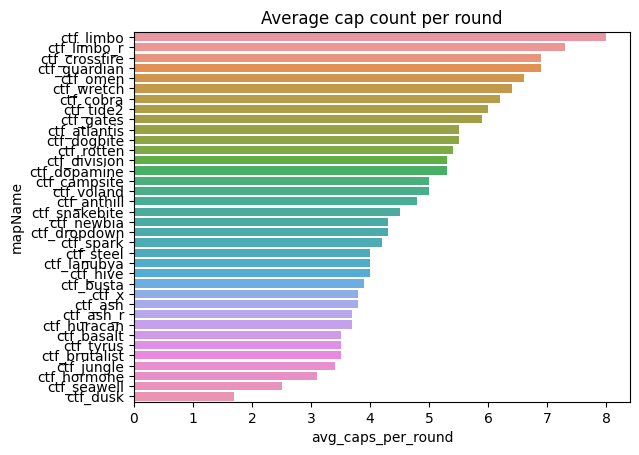 Average cap count per round
ctf_limbo
ctf_limbo_r
ctf_crossfire
ctf_guardian
ctf_omen
ctf_wretch
ctf_cobra
ctf_tide2
ctf_gates
ctf_atlantis
ctf_dogbite
ctf_rotten
ctf_division
ctf_dopamine
ctf_campsite
ctf_voland
ctf_anthill
ctf_snakebite
ctf_newbia
ctf_dropdown
ctf_spark
ctf_steel
ctf_lanubya
ctf_hive
ctf_busta
ctf_x
ctf_ash
ctf_ash_r
ctf_huracan
ctf_basalt
ctf_tyrus
ctf_brutalist
ctf_jungle
ctf_hormone
ctf_seawell
ctf_dusk
mapName
0 1 2 3 4 5 6 7 8
avg_caps_per_round